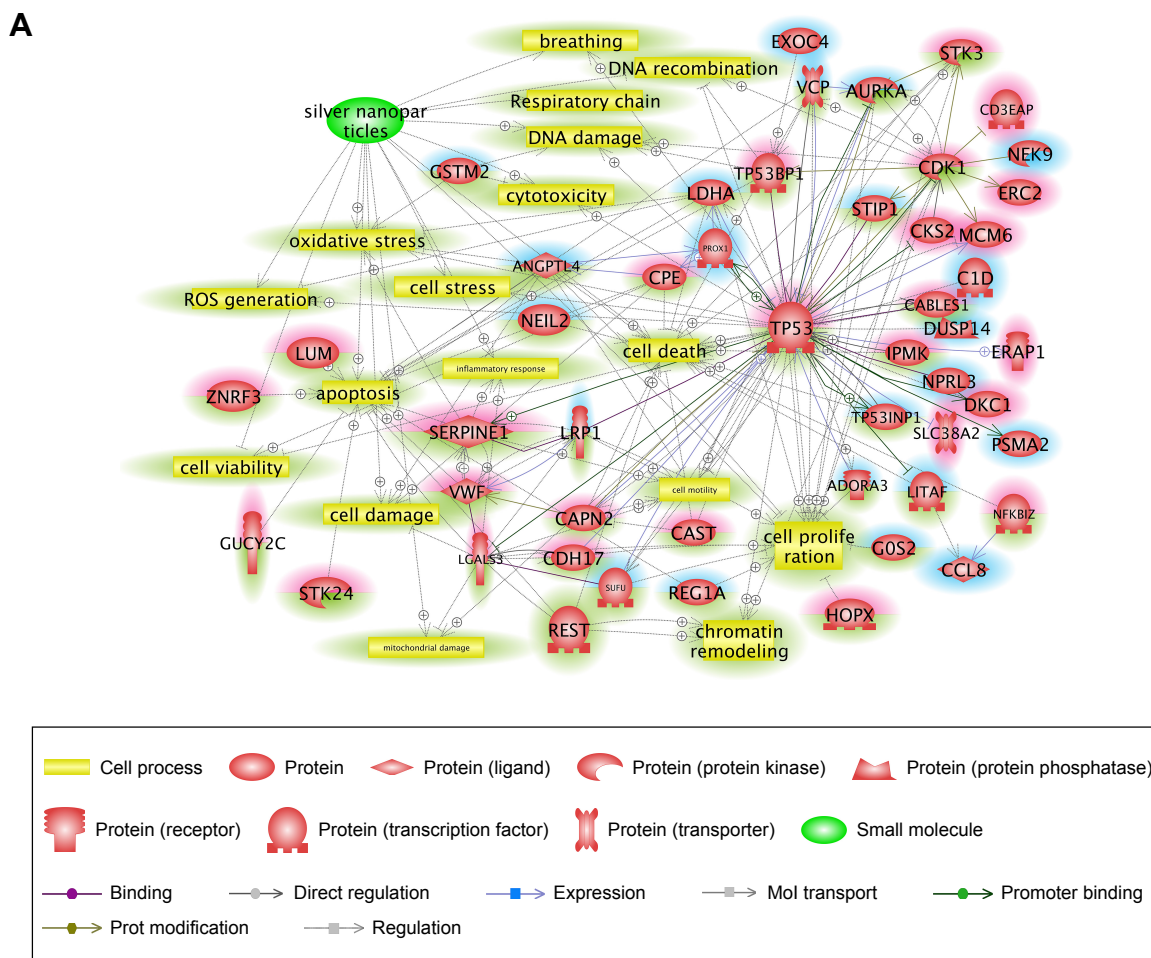 A
EXOC4
breathing
STK3
DNA recombination
VCP
AURKA
Respiratory chain
silver nanopar
ticles
CD3EAP
DNA damage
NEK9
GSTM2
TP53BP1
CDK1
cytotoxicity
LDHA
ERC2
STIP1
CKS2
MCM6
oxidative stress
PROX1
ANGPTL4
CPE
C1D
cell stress
ROS generation
CABLES1
NEIL2
TP53
DUSP14
LUM
cell death
IPMK
ERAP1
inflammatory response
NPRL3
ZNRF3
apoptosis
DKC1
TP53INP1
SERPINE1
LRP1
SLC38A2
PSMA2
cell viability
ADORA3
VWF
cell motility
LITAF
cell damage
CAPN2
NFKBIZ
CAST
cell prolife
ration
GUCY2C
LGALS3
CDH17
G0S2
CCL8
STK24
SUFU
REG1A
HOPX
REST
chromatin
remodeling
mitochondrial damage
Cell process
Protein
Protein (ligand)
Protein (protein kinase)
Protein (protein phosphatase)
Protein (receptor)
Protein (transcription factor)
Protein (transporter)
Small molecule
Binding
Direct regulation
Expression
Mol transport
Promoter binding
Prot modification
Regulation